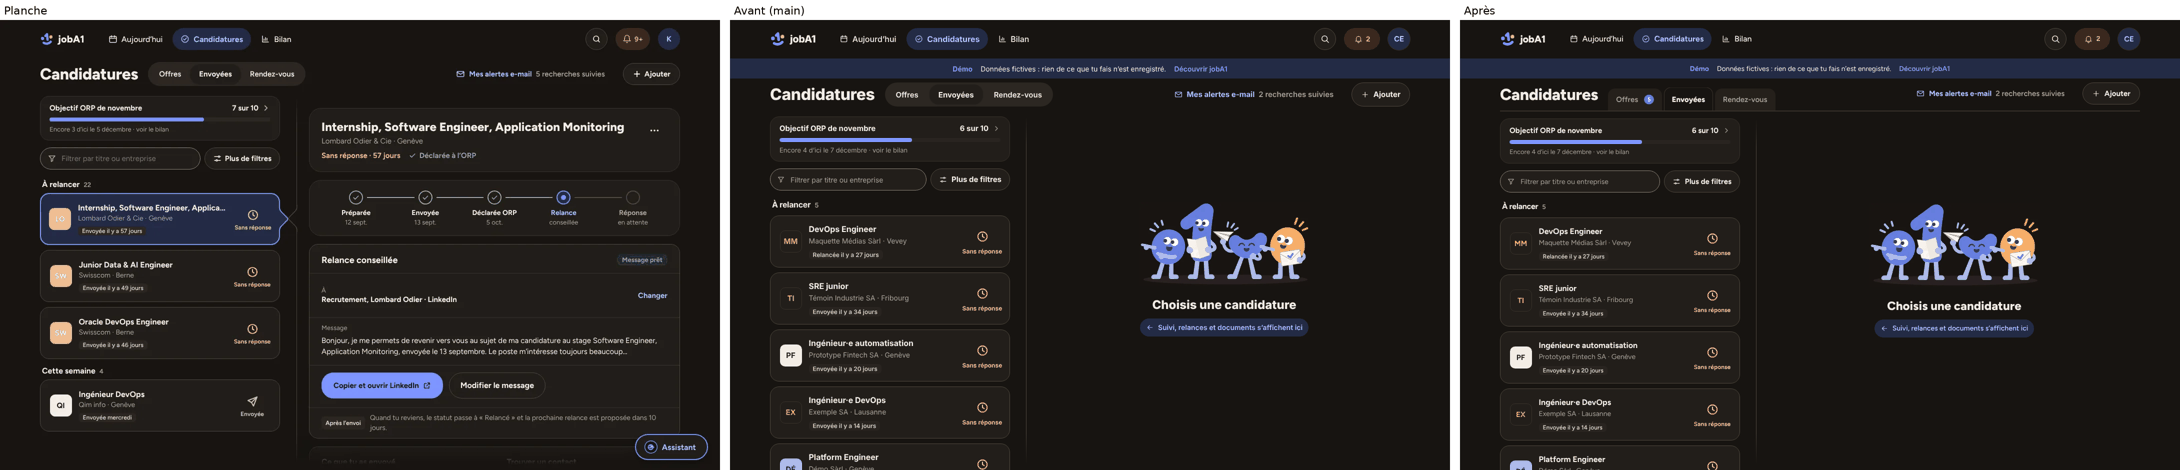 Planche
jobA1 Aujourd'hui Candidatures Bilan 9+ K
Candidatures Offres Envoyées Rendez-vous Mes alertes e-mail 5 recherches suivies + Ajouter
Objectif ORP de novembre 7 sur 10
Encore 3 d'ici le 5 décembre · voir le bilan
Filtrer par titre ou entreprise Plus de filtres
À relancer 22
LO Internship, Software Engineer, Applica...
Lombard Odier & Cie · Genève
Envoyée il y a 57 jours
Sans réponse
SW Junior Data & AI Engineer
Swisscom · Berne
Envoyée il y a 49 jours
Sans réponse
SW Oracle DevOps Engineer
Swisscom · Berne
Envoyée il y a 46 jours
Sans réponse
Cette semaine 4
QI Ingénieur DevOps
Qim info · Genève
Envoyée mercredi
Envoyée
Internship, Software Engineer, Application Monitoring
Lombard Odier & Cie · Genève
Sans réponse · 57 jours Déclarée à l'ORP
Préparée Envoyée Déclarée ORP Relance Réponse
12 sept. 13 sept. 5 oct. conseillée en attente
Relance conseillée Message prêt
À
Recrutement, Lombard Odier · LinkedIn Changer
Message
Bonjour, je me permets de revenir vers vous au sujet de ma candidature au stage Software Engineer,
Application Monitoring, envoyée le 13 septembre. Le poste m'intéresse toujours beaucoup...
Copier et ouvrir LinkedIn Modifier le message
Après l'envoi Quand tu reviens, le statut passe à « Relancé » et la prochaine relance est proposée dans 10
jours.
Assistant
Avant (main)
jobA1 Aujourd'hui Candidatures Bilan 2 CE
Démo Données fictives : rien de ce que tu fais n'est enregistré. Découvrir jobA1
Candidatures Offres Envoyées Rendez-vous Mes alertes e-mail 2 recherches suivies + Ajouter
Objectif ORP de novembre 6 sur 10
Encore 4 d'ici le 7 décembre · voir le bilan
Filtrer par titre ou entreprise Plus de filtres
À relancer 5
MM DevOps Engineer
Maquette Médias Sàrl · Vevey
Relancée il y a 27 jours
Sans réponse
TI SRE junior
Témoin Industrie SA · Fribourg
Envoyée il y a 34 jours
Sans réponse
PF Ingénieur·e automatisation
Prototype Fintech SA · Genève
Envoyée il y a 20 jours
Sans réponse
EX Ingénieur·e DevOps
Exemple SA · Lausanne
Envoyée il y a 14 jours
Sans réponse
DÉ Platform Engineer
Démo Sàrl · Genève
Choisis une candidature
← Suivi, relances et documents s'affichent ici
Après
jobA1 Aujourd'hui Candidatures Bilan 2 CE
Démo Données fictives : rien de ce que tu fais n'est enregistré. Découvrir jobA1
Candidatures Offres 5 Envoyées Rendez-vous Mes alertes e-mail 2 recherches suivies + Ajouter
Objectif ORP de novembre 6 sur 10
Encore 4 d'ici le 7 décembre · voir le bilan
Filtrer par titre ou entreprise Plus de filtres
À relancer 5
MM DevOps Engineer
Maquette Médias Sàrl · Vevey
Relancée il y a 27 jours
Sans réponse
TI SRE junior
Témoin Industrie SA · Fribourg
Envoyée il y a 34 jours
Sans réponse
PF Ingénieur·e automatisation
Prototype Fintech SA · Genève
Envoyée il y a 20 jours
Sans réponse
EX Ingénieur·e DevOps
Exemple SA · Lausanne
Envoyée il y a 14 jours
Sans réponse
Platform Engineer
Démo Sàrl · Genève
Choisis une candidature
← Suivi, relances et documents s'affichent ici